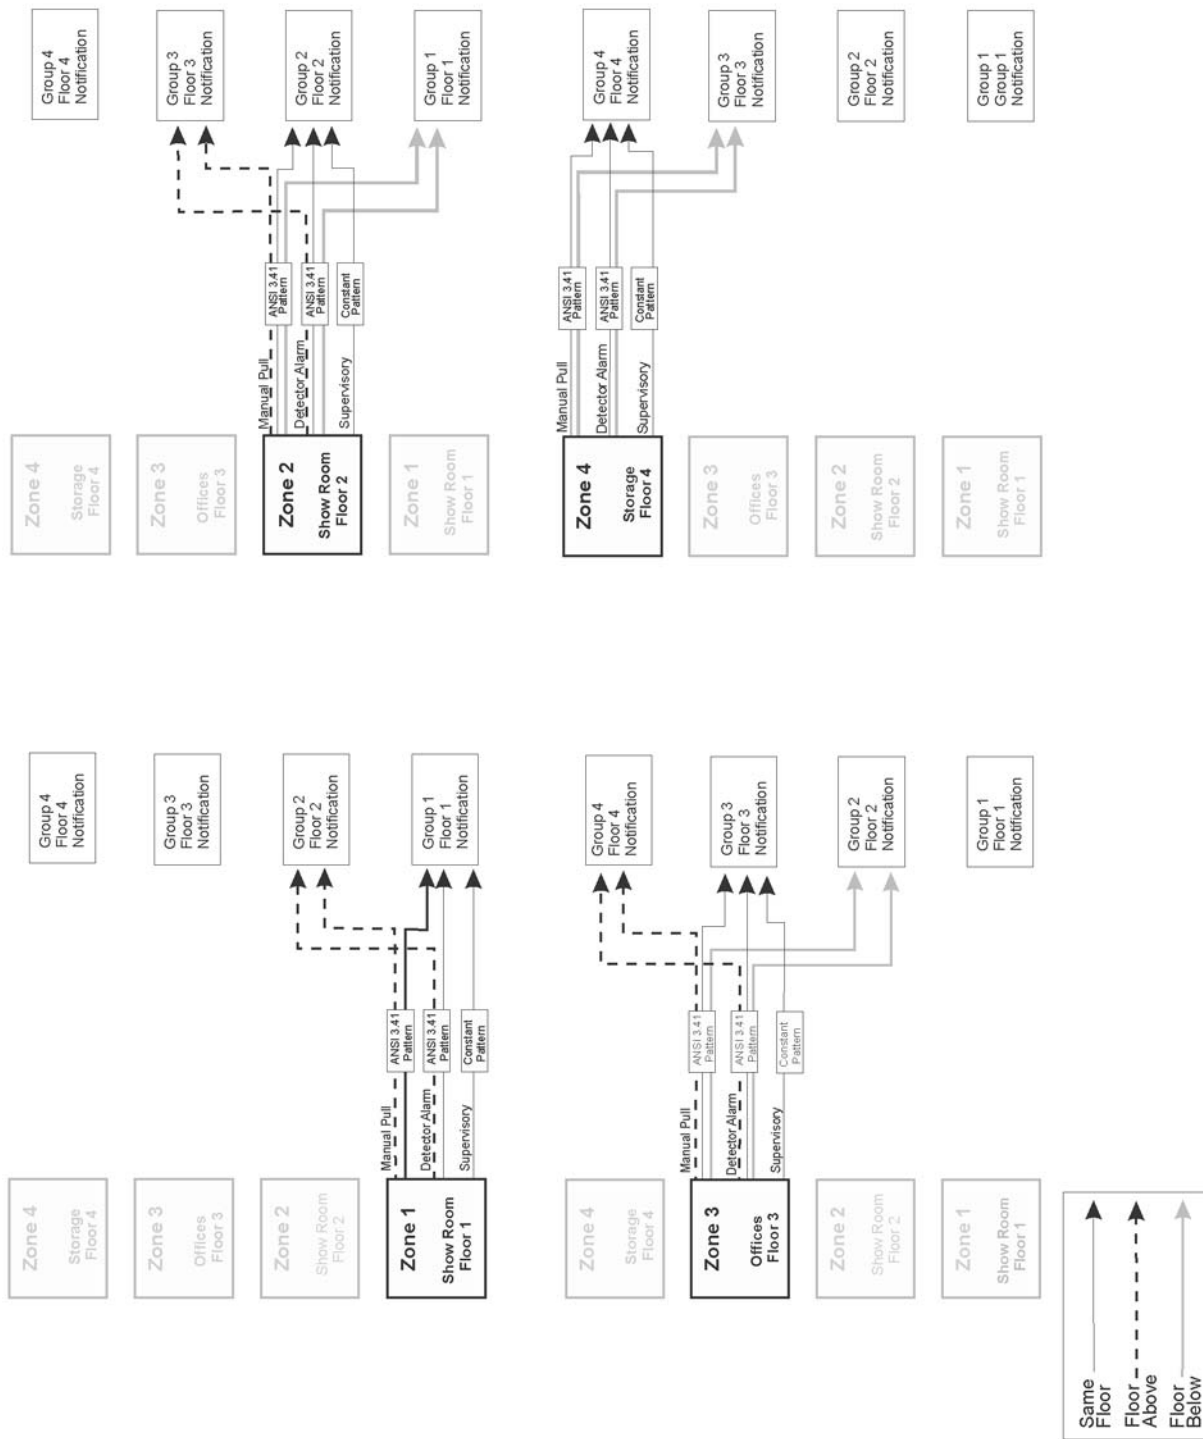 Zone 4
Storage
Floor 4
Group 4
Floor 4
Notification
Zone 3
Offices
Floor 3
Group 3
Floor 3
Notification
Zone 2
Show Room
Floor 2
Group 2
Floor 2
Notification
Zone 1
Show Room
Floor 1
Manual Pull
ANSI 3.41
Pattern
Detector Alarm
ANSI 3.41
Pattern
Supervisory
Constant
Pattern
Group 1
Floor 1
Notification
Zone 4
Storage
Floor 4
Group 4
Floor 4
Notification
Zone 3
Offices
Floor 3
Group 3
Floor 3
Notification
Zone 2
Show Room
Floor 2
Manual Pull
ANSI 3.41
Pattern
Detector Alarm
ANSI 3.41
Pattern
Supervisory
Constant
Pattern
Group 2
Floor 2
Notification
Zone 1
Show Room
Floor 1
Group 1
Floor 1
Notification
Zone 4
Storage
Floor 4
Group 4
Floor 4
Notification
Zone 3
Offices
Floor 3
Manual Pull
ANSI 3.41
Pattern
Detector Alarm
ANSI 3.41
Pattern
Supervisory
Constant
Pattern
Group 3
Floor 3
Notification
Zone 2
Show Room
Floor 2
Group 2
Floor 2
Notification
Zone 1
Show Room
Floor 1
Group 1
Floor 1
Notification
Zone 4
Storage
Floor 4
Manual Pull
ANSI 3.41
Pattern
Detector Alarm
ANSI 3.41
Pattern
Supervisory
Constant
Pattern
Group 4
Floor 4
Notification
Zone 3
Offices
Floor 3
Group 3
Floor 3
Notification
Zone 2
Show Room
Floor 2
Group 2
Floor 2
Notification
Zone 1
Show Room
Floor 1
Group 1
Group 1
Notification
Same
Floor
Floor
Above
Floor
Below